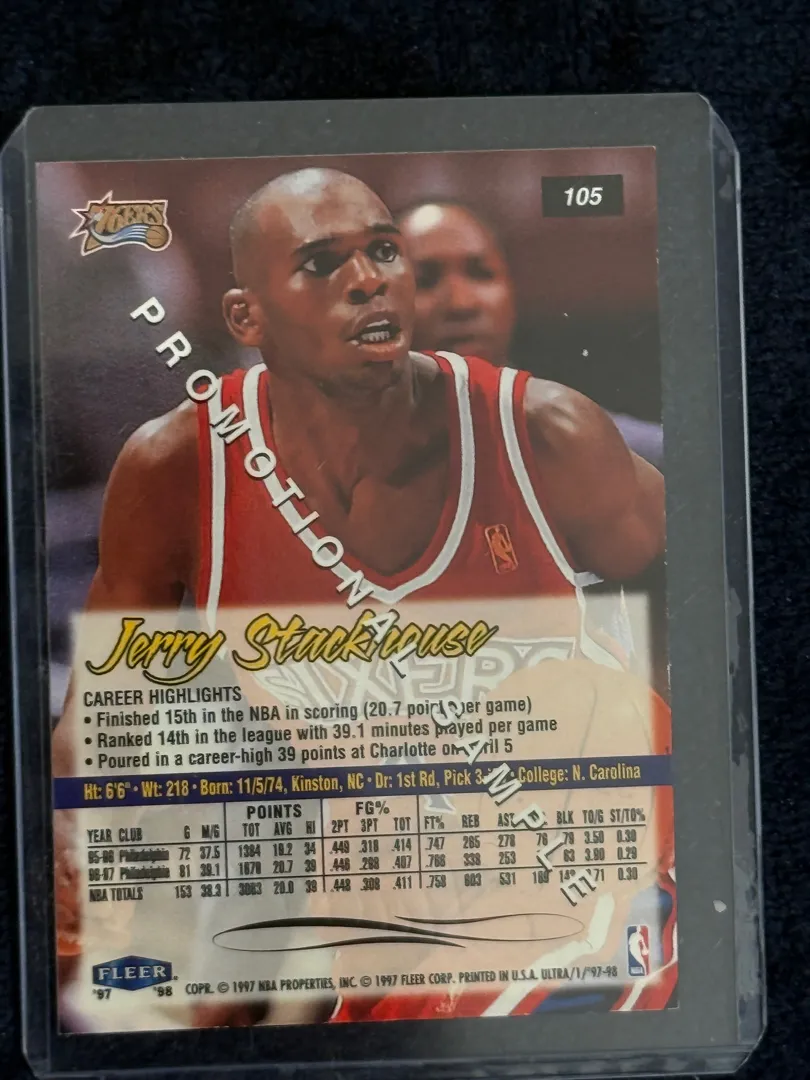 76ERS
105
PROMOTIONAL SAMPLE
SIXERS
Jerry Stackhouse
CAREER HIGHLIGHTS
• Finished 15th in the NBA in scoring (20.7 points per game)
• Ranked 14th in the league with 39.1 minutes played per game
• Poured in a career-high 39 points at Charlotte on April 5
Ht: 6'6" • Wt: 218 • Born: 11/5/74, Kinston, NC • Dr: 1st Rd, Pick 3 • College: N. Carolina
POINTS FG%
YEAR CLUB G M/G TOT AVG HI 2PT 3PT TOT FT% REB AST BLK TO/G ST/TO%
95-96 Philadelphia 72 37.5 1384 19.2 34 .449 .318 .414 .747 265 278 76 79 3.50 0.30
96-97 Philadelphia 81 39.1 1679 20.7 39 .448 .298 .407 .766 338 253 63 3.90 0.29
NBA TOTALS 153 38.3 3063 20.0 39 .448 .308 .411 .758 603 531 0.30
FLEER
'97 '98
COPR. © 1997 NBA PROPERTIES, INC. © 1997 FLEER CORP. PRINTED IN U.S.A. ULTRA/1/'97-98
NBA